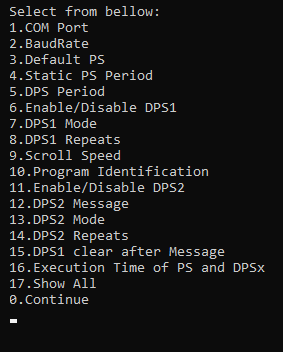 Select from bellow:
1.COM Port
2.BaudRate
3.Default PS
4.Static PS Period
5.DPS Period
6.Enable/Disable DPS1
7.DPS1 Mode
8.DPS1 Repeats
9.Scroll Speed
10.Program Identification
11.Enable/Disable DPS2
12.DPS2 Message
13.DPS2 Mode
14.DPS2 Repeats
15.DPS1 clear after Message
16.Execution Time of PS and DPSx
17.Show All
0.Continue